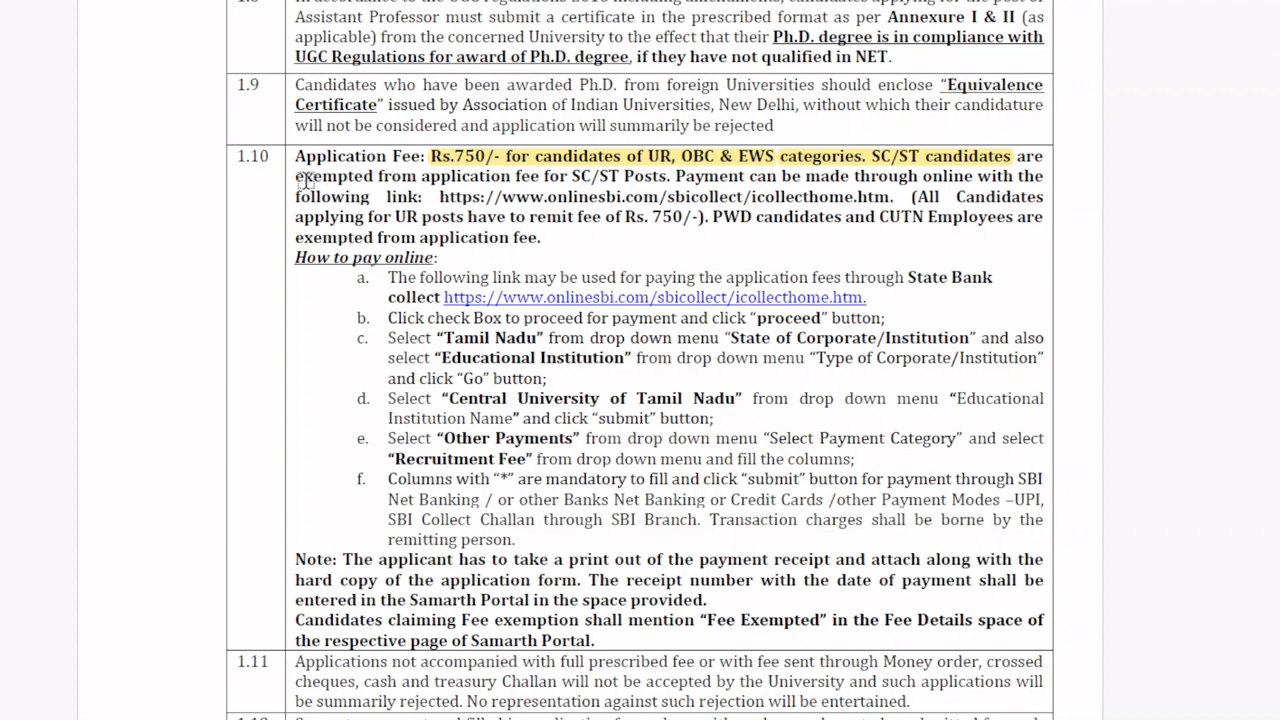 Assistant Professor must submit a certificate in the prescribed format as per Annexure I & II (as
applicable) from the concerned University to the effect that their Ph.D. degree is in compliance with
UGC Regulations for award of Ph.D. degree, if they have not qualified in NET.
1.9 Candidates who have been awarded Ph.D. from foreign Universities should enclose “Equivalence
Certificate” issued by Association of Indian Universities, New Delhi, without which their candidature
will not be considered and application will summarily be rejected
1.10 Application Fee: Rs.750/- for candidates of UR, OBC & EWS categories. SC/ST candidates are
exempted from application fee for SC/ST Posts. Payment can be made through online with the
following link: https://www.onlinesbi.com/sbicollect/icollecthome.htm. (All Candidates
applying for UR posts have to remit fee of Rs. 750/-). PWD candidates and CUTN Employees are
exempted from application fee.
How to pay online:
a. The following link may be used for paying the application fees through State Bank
collect https://www.onlinesbi.com/sbicollect/icollecthome.htm.
b. Click check Box to proceed for payment and click “proceed” button;
c. Select “Tamil Nadu” from drop down menu “State of Corporate/Institution” and also
select “Educational Institution” from drop down menu “Type of Corporate/Institution”
and click “Go” button;
d. Select “Central University of Tamil Nadu” from drop down menu “Educational
Institution Name” and click “submit” button;
e. Select “Other Payments” from drop down menu “Select Payment Category” and select
“Recruitment Fee” from drop down menu and fill the columns;
f. Columns with “*” are mandatory to fill and click “submit” button for payment through SBI
Net Banking / or other Banks Net Banking or Credit Cards /other Payment Modes –UPI,
SBI Collect Challan through SBI Branch. Transaction charges shall be borne by the
remitting person.
Note: The applicant has to take a print out of the payment receipt and attach along with the
hard copy of the application form. The receipt number with the date of payment shall be
entered in the Samarth Portal in the space provided.
Candidates claiming Fee exemption shall mention “Fee Exempted” in the Fee Details space of
the respective page of Samarth Portal.
1.11 Applications not accompanied with full prescribed fee or with fee sent through Money order, crossed
cheques, cash and treasury Challan will not be accepted by the University and such applications will
be summarily rejected. No representation against such rejection will be entertained.